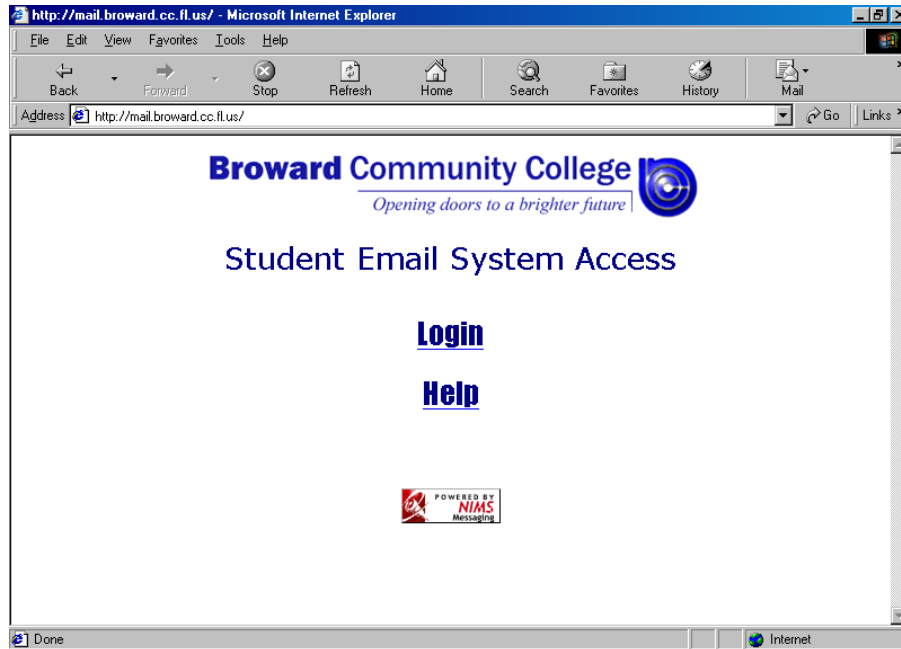 http://mail.broward.cc.fl.us/ - Microsoft Internet Explorer
File Edit View Favorites Tools Help
Back Forward Stop Refresh Home Search Favorites History Mail
Address http://mail.broward.cc.fl.us/ Go Links
Broward Community College
Opening doors to a brighter future
Student Email System Access
Login
Help
POWERED BY
NIMS
Messaging
Done Internet